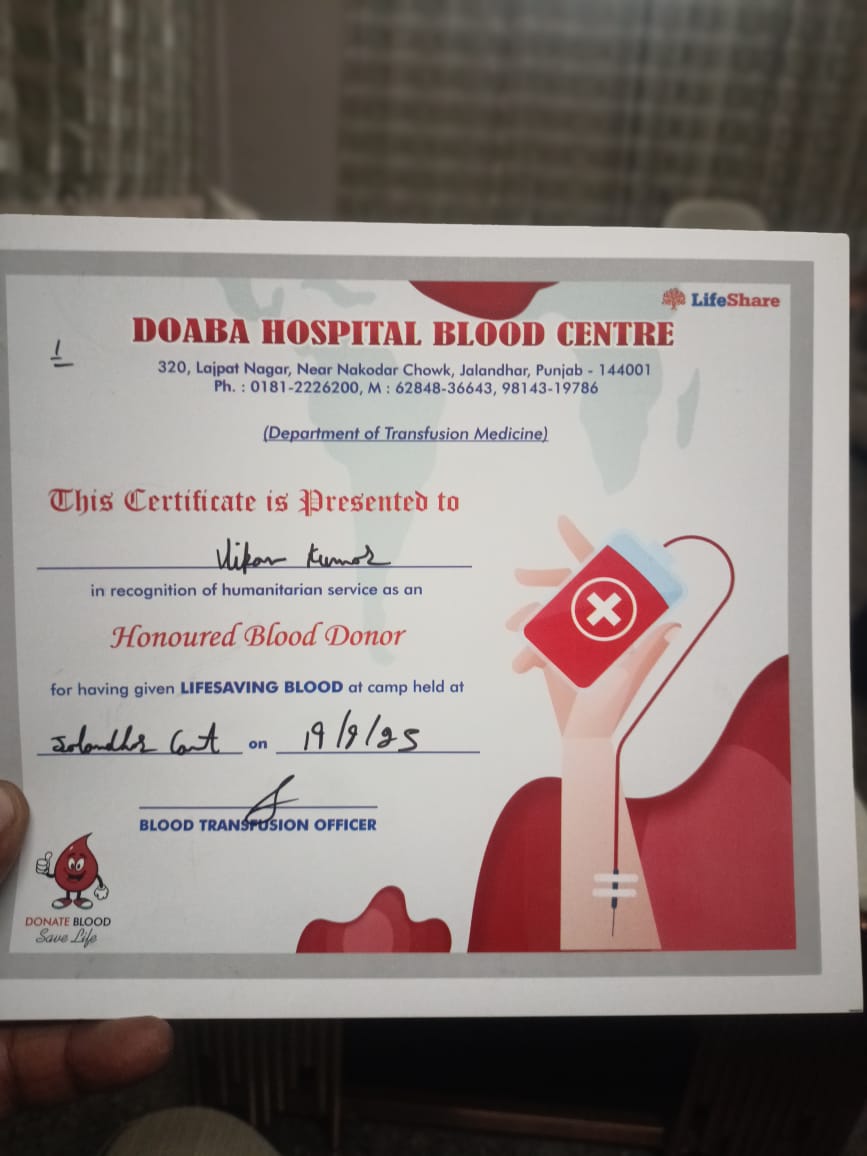 LifeShare
1
DOABA HOSPITAL BLOOD CENTRE
320, Lajpat Nagar, Near Nakodar Chowk, Jalandhar, Punjab - 144001
Ph. : 0181-2226200, M : 62848-36643, 98143-19786
(Department of Transfusion Medicine)
This Certificate is Presented to
Vikas Kumar
in recognition of humanitarian service as an
Honoured Blood Donor
for having given LIFESAVING BLOOD at camp held at
Jalandhar Cantt on 19/9/25
BLOOD TRANSFUSION OFFICER
DONATE BLOOD
Save Life